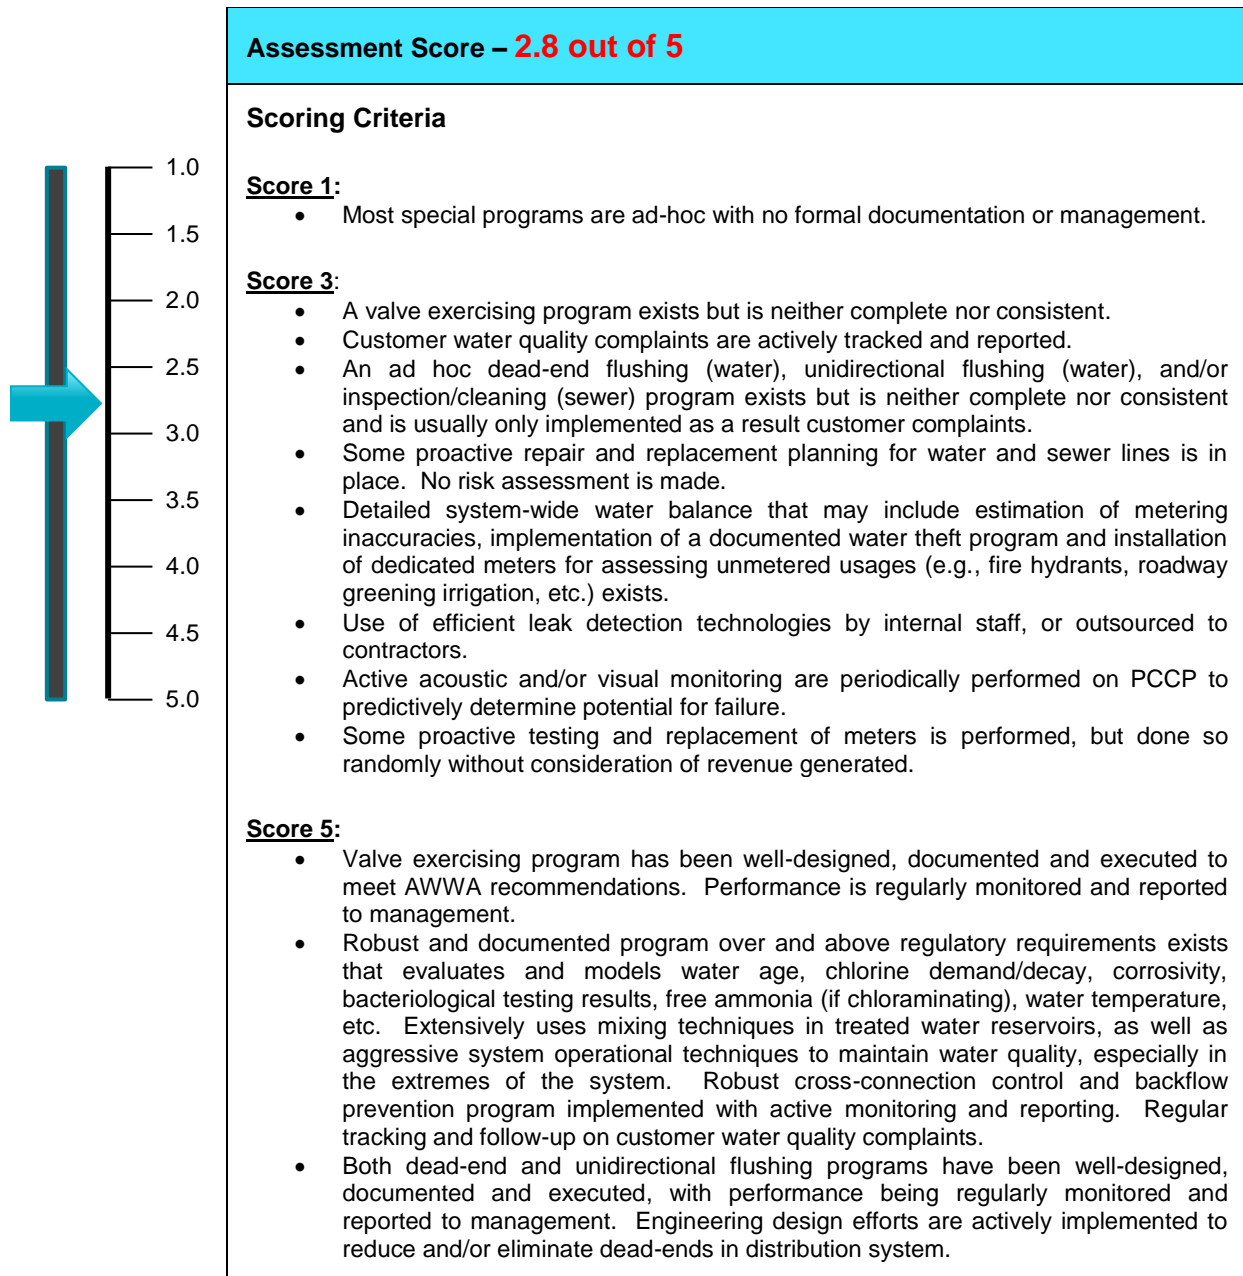 Assessment Score – 2.8 out of 5
Scoring Criteria
1.0
1.5
2.0
2.5
3.0
3.5
4.0
4.5
5.0
Score 1:
• Most special programs are ad-hoc with no formal documentation or management.
Score 3:
• A valve exercising program exists but is neither complete nor consistent.
• Customer water quality complaints are actively tracked and reported.
• An ad hoc dead-end flushing (water), unidirectional flushing (water), and/or
inspection/cleaning (sewer) program exists but is neither complete nor consistent
and is usually only implemented as a result customer complaints.
• Some proactive repair and replacement planning for water and sewer lines is in
place. No risk assessment is made.
• Detailed system-wide water balance that may include estimation of metering
inaccuracies, implementation of a documented water theft program and installation
of dedicated meters for assessing unmetered usages (e.g., fire hydrants, roadway
greening irrigation, etc.) exists.
• Use of efficient leak detection technologies by internal staff, or outsourced to
contractors.
• Active acoustic and/or visual monitoring are periodically performed on PCCP to
predictively determine potential for failure.
• Some proactive testing and replacement of meters is performed, but done so
randomly without consideration of revenue generated.
Score 5:
• Valve exercising program has been well-designed, documented and executed to
meet AWWA recommendations. Performance is regularly monitored and reported
to management.
• Robust and documented program over and above regulatory requirements exists
that evaluates and models water age, chlorine demand/decay, corrosivity,
bacteriological testing results, free ammonia (if chloraminating), water temperature,
etc. Extensively uses mixing techniques in treated water reservoirs, as well as
aggressive system operational techniques to maintain water quality, especially in
the extremes of the system. Robust cross-connection control and backflow
prevention program implemented with active monitoring and reporting. Regular
tracking and follow-up on customer water quality complaints.
• Both dead-end and unidirectional flushing programs have been well-designed,
documented and executed, with performance being regularly monitored and
reported to management. Engineering design efforts are actively implemented to
reduce and/or eliminate dead-ends in distribution system.